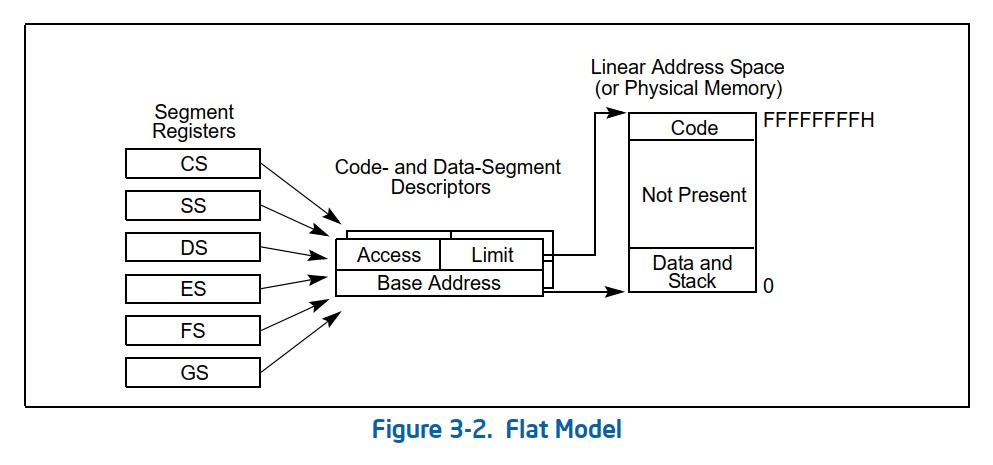 Linear Address Space
(or Physical Memory)
FFFFFFFFH
Segment
Registers
Code
CS
Code- and Data-Segment
Descriptors
SS
Not Present
DS
Access
Limit
Data and
Stack
0
ES
Base Address
FS
GS
Figure 3-2. Flat Model